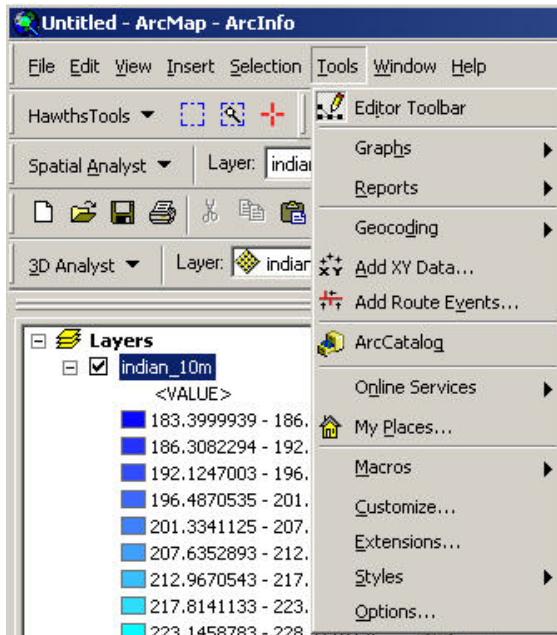 Untitled - ArcMap - ArcInfo
File Edit View Insert Selection Tools Window Help
HawthsTools
Editor Toolbar
Graphs
Spatial Analyst Layer: indian
Reports
Geocoding
3D Analyst Layer: indian
Add XY Data...
Add Route Events...
Layers
ArcCatalog
indian_10m
<VALUE>
Online Services
183.3999939 - 186.
My Places...
186.3082294 - 192.
192.1247003 - 196.
Macros
196.4870535 - 201.
Customize...
201.3341125 - 207.
Extensions...
207.6352893 - 212.
212.9670543 - 217.
Styles
217.8141133 - 223.
Options...
223.1458783 - 228